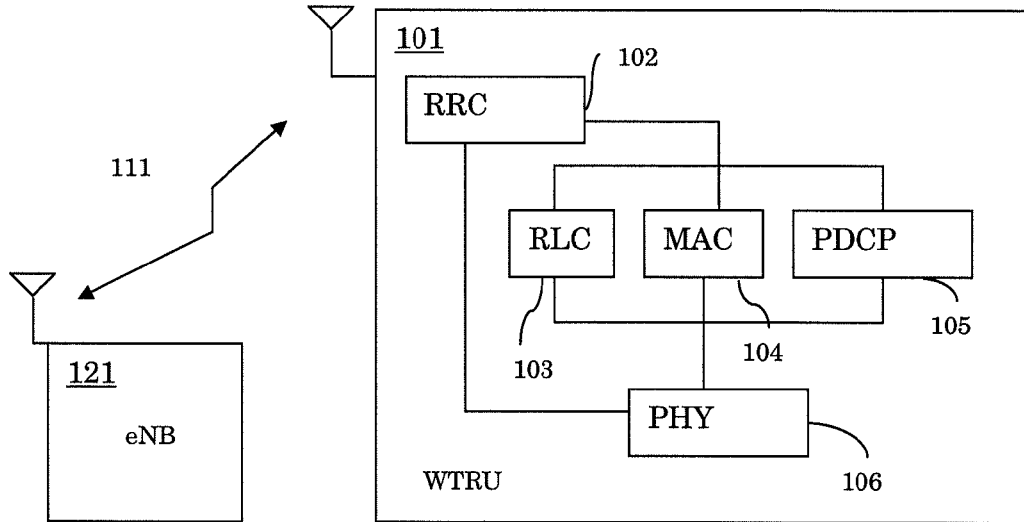 101
102
RRC
111
RLC
MAC
PDCP
103
104
105
121
eNB
PHY
106
WTRU